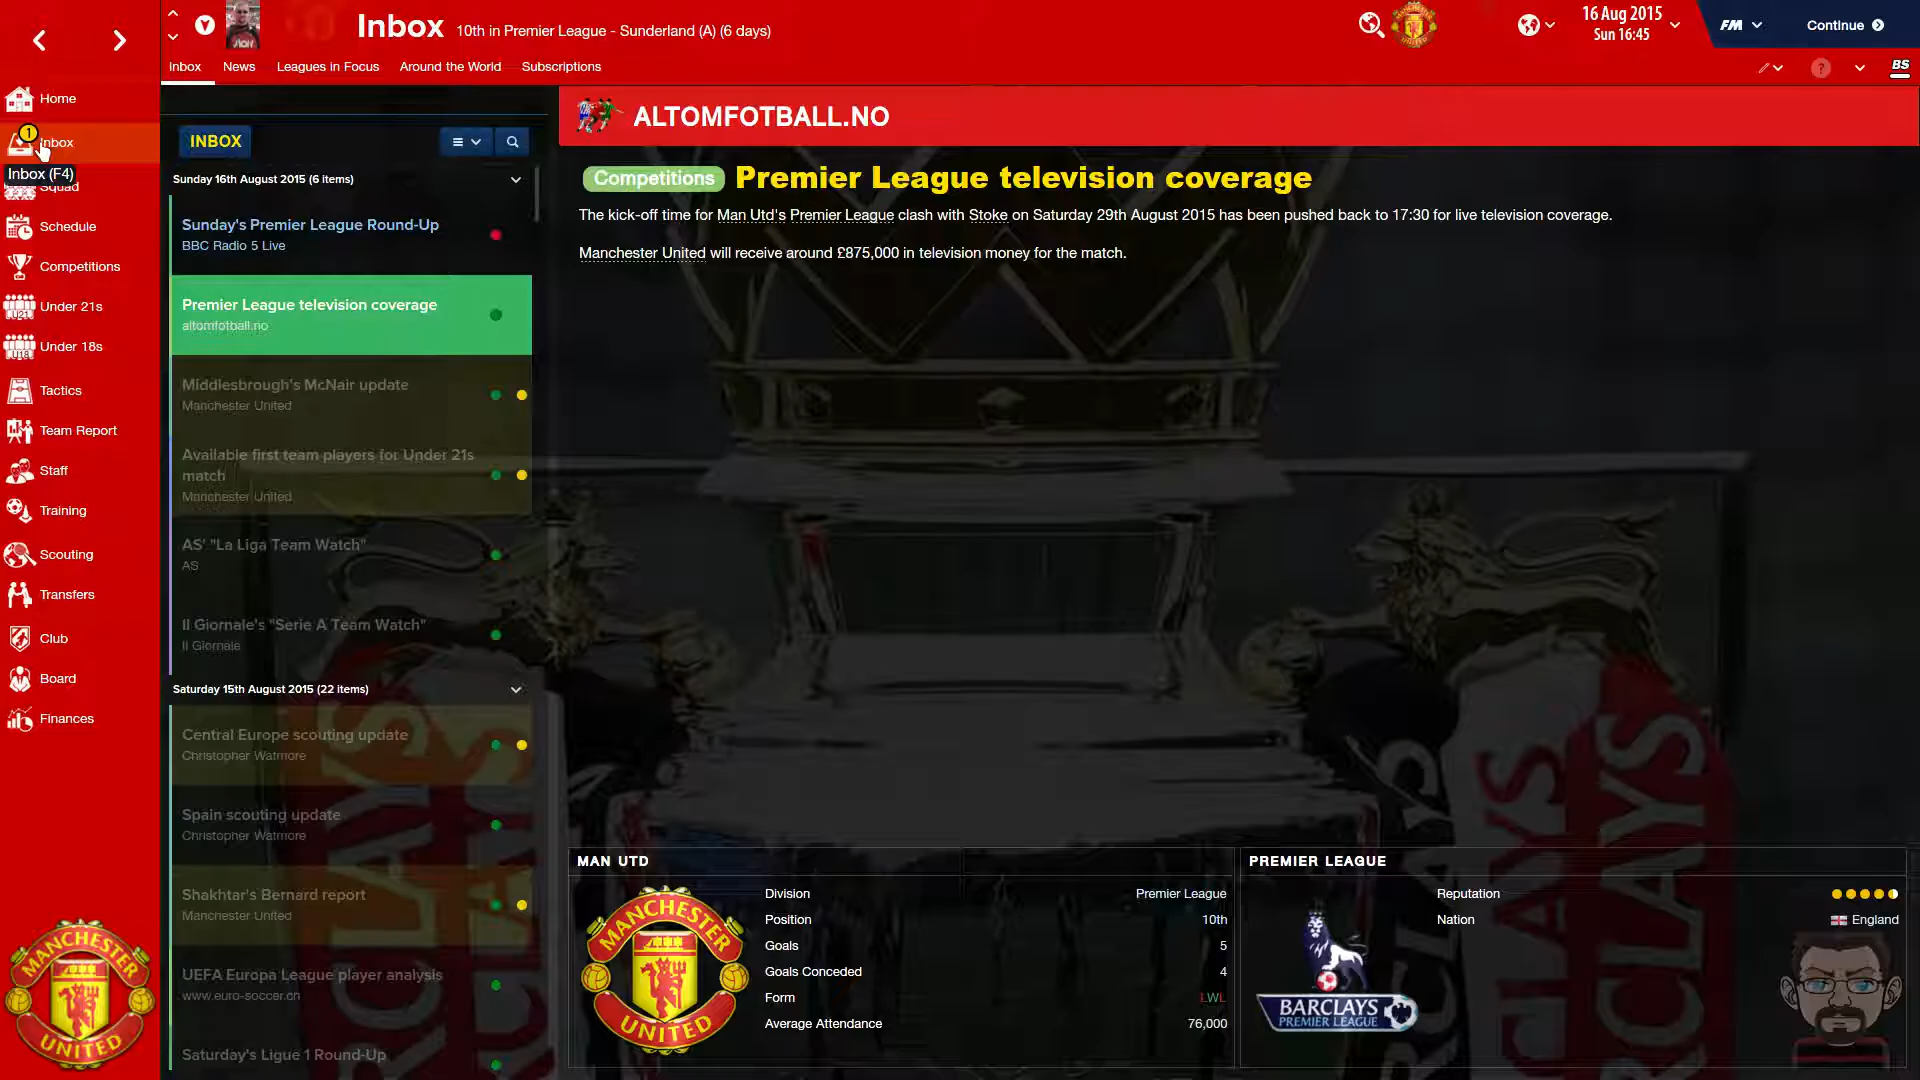 Inbox
10th in Premier League - Sunderland (A) (6 days)
16 Aug 2015
Sun 16:45
FM
Continue
Inbox
News
Leagues in Focus
Around the World
Subscriptions
?
BS
Home
1
Inbox
Inbox (F4)
Squad
Schedule
Competitions
U21
Under 21s
U18
Under 18s
Tactics
Team Report
Staff
Training
Scouting
Transfers
Club
Board
Finances
MANCHESTER
UNITED
INBOX
Sunday 16th August 2015 (6 items)
Sunday's Premier League Round-Up
BBC Radio 5 Live
Premier League television coverage
altomfotball.no
Middlesbrough's McNair update
Manchester United
Available first team players for Under 21s
match
Manchester United
AS' "La Liga Team Watch"
AS
Il Giornale's "Serie A Team Watch"
Il Giornale
Saturday 15th August 2015 (22 items)
Central Europe scouting update
Christopher Watmore
Spain scouting update
Christopher Watmore
Shakhtar's Bernard report
Manchester United
UEFA Europa League player analysis
www.euro-soccer.ch
Saturday's Ligue 1 Round-Up
ALTOMFOTBALL.NO
Competitions
Premier League television coverage
The kick-off time for Man Utd's Premier League clash with Stoke on Saturday 29th August 2015 has been pushed back to 17:30 for live television coverage.
Manchester United will receive around £875,000 in television money for the match.
MAN UTD
MANCHESTER
UNITED
Division Premier League
Position 10th
Goals 5
Goals Conceded 4
Form LWL
Average Attendance 76,000
PREMIER LEAGUE
BARCLAYS
PREMIER LEAGUE
Reputation
Nation England